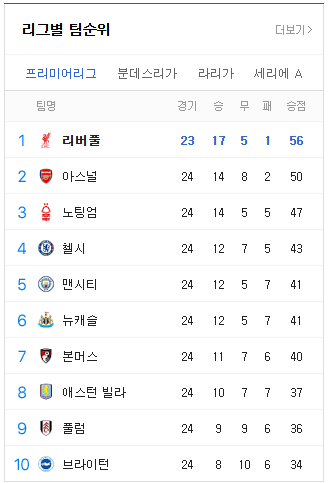 리그별 팀순위 더보기>
프리미어리그 분데스리가 라리가 세리에 A
팀명 경기 승 무 패 승점
1 리버풀 23 17 5 1 56
2 아스널 24 14 8 2 50
3 노팅엄 24 14 5 5 47
4 첼시 24 12 7 5 43
5 맨시티 24 12 5 7 41
6 뉴캐슬 24 12 5 7 41
7 본머스 24 11 7 6 40
8 애스턴 빌라 24 10 7 7 37
9 풀럼 24 9 9 6 36
10 브라이턴 24 8 10 6 34